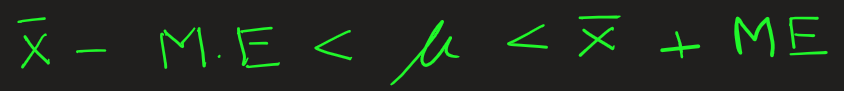 x̄ - M.E < μ < x̄ + ME